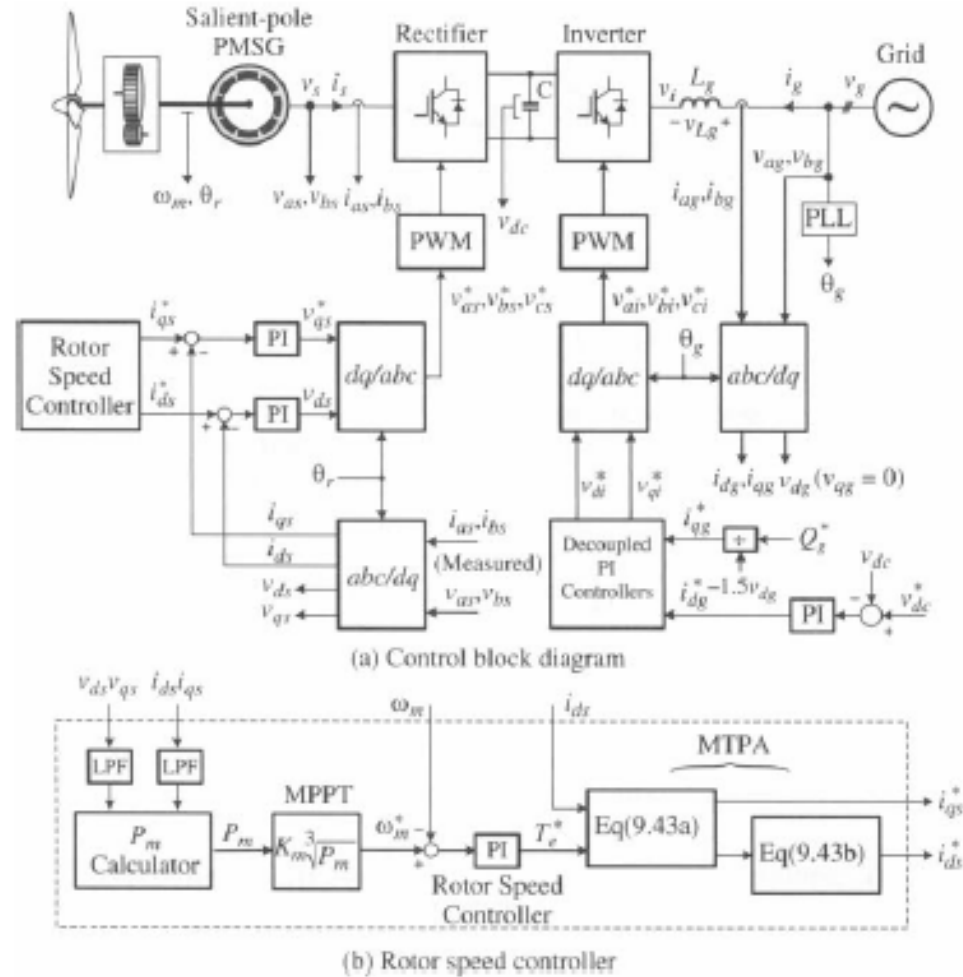 Salient-pole
PMSG
Rectifier
Inverter
Grid
v_s i_s
C
v_i L_g i_g v_g
- v_Lg +
ω_m, θ_r
v_as,v_bs i_as,i_bs
v_dc
i_ag,i_bg
v_ag,v_bg
PLL
θ_g
PWM
PWM
v*_as,v*_bs,v*_cs
v*_ai,v*_bi,v*_ci
Rotor
Speed
Controller
i*_qs
+ -
PI
v*_qs
i*_ds
+ -
PI
v*_ds
dq/abc
dq/abc
θ_g
abc/dq
θ_r
v*_di v*_qi
i_dg,i_qg v_dg (v_qg = 0)
i_qs
i_ds
v_ds
v_qs
abc/dq
i_as,i_bs
(Measured)
v_as,v_bs
Decoupled
PI
Controllers
i*_qg
÷
Q*_g
-1.5v_dg
i*_dg
PI
v_dc
-
+
v*_dc
(a) Control block diagram
v_ds v_qs i_ds i_qs
ω_m
i_ds
LPF LPF
MPPT
MTPA
P_m
Calculator
P_m
K_m ∛P_m
ω*_m
-
+
PI
T*_e
Rotor Speed
Controller
Eq(9.43a)
Eq(9.43b)
i*_qs
i*_ds
(b) Rotor speed controller